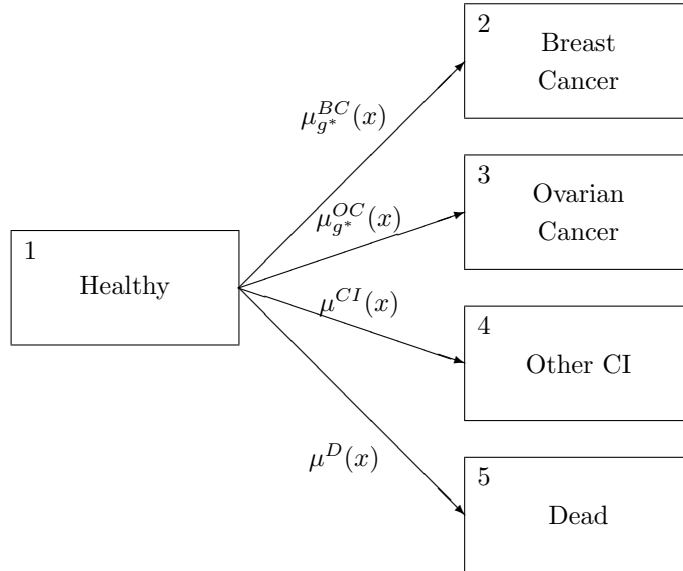 2
Breast
Cancer
μ_{g*}^{BC}(x)
3
Ovarian
Cancer
μ_{g*}^{OC}(x)
1
Healthy
μ^{CI}(x)
4
Other CI
μ^{D}(x)
5
Dead